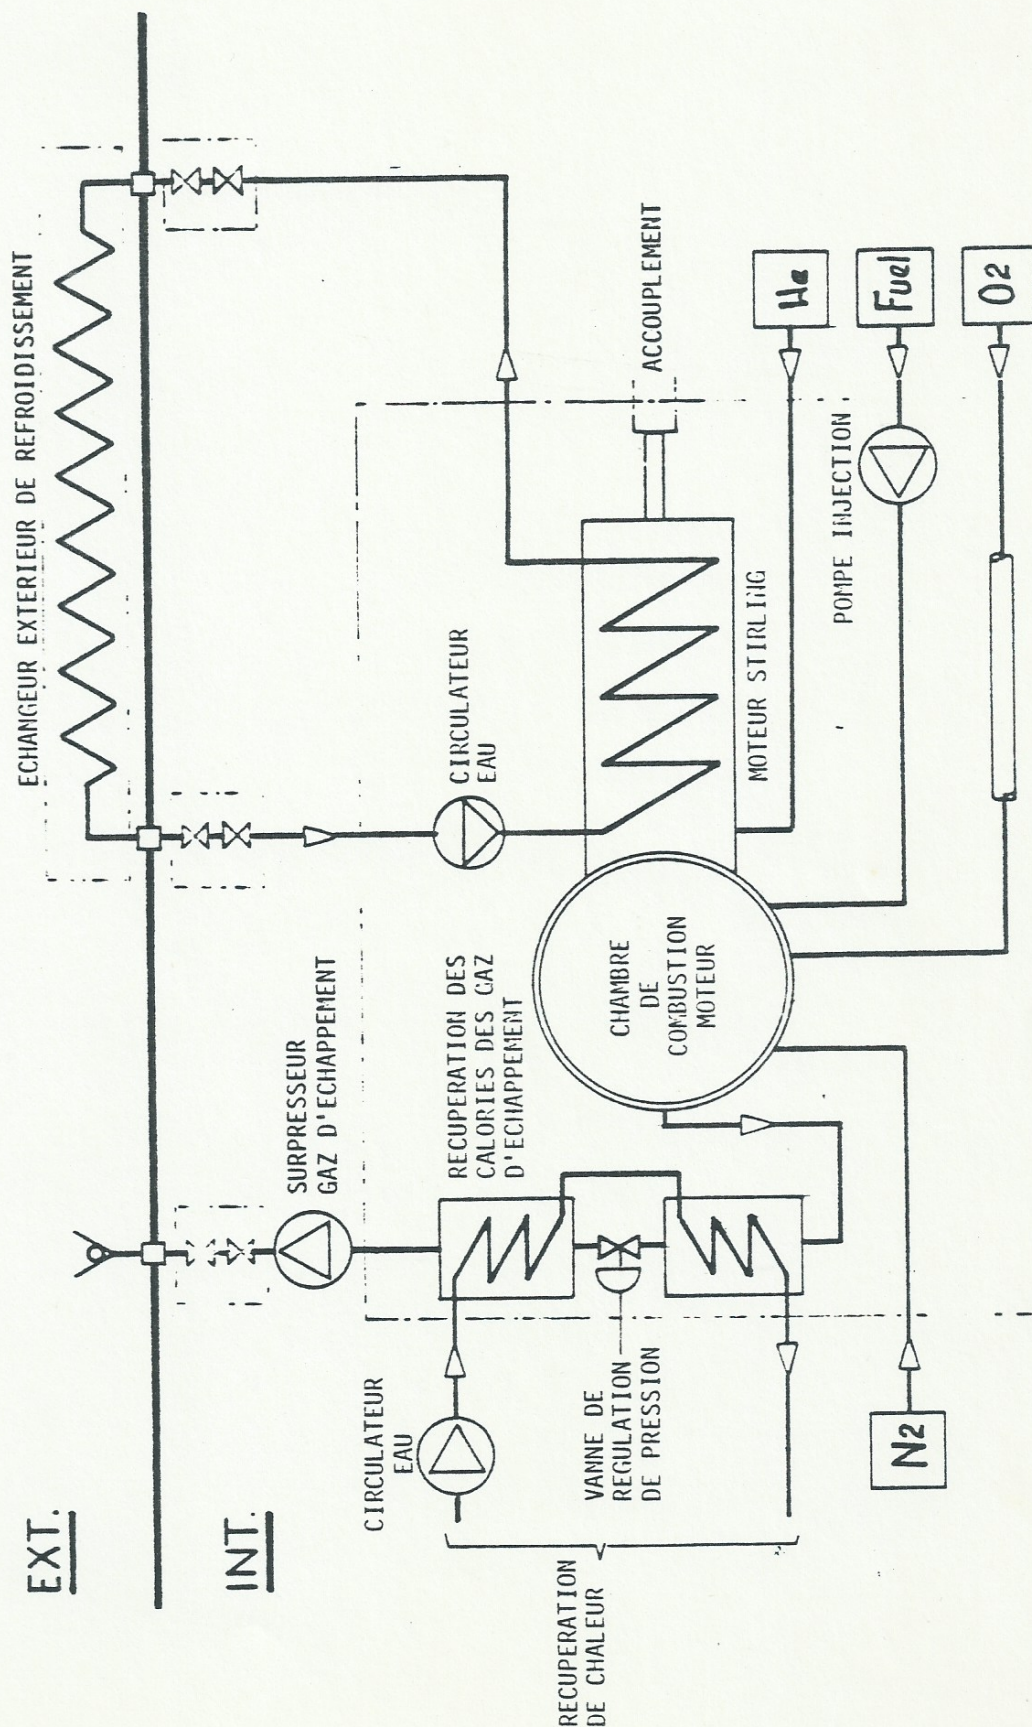 EXT.
INT.
ECHANGEUR EXTERIEUR DE REFROIDISSEMENT
SURPRESSEUR
GAZ D'ECHAPPEMENT
CIRCULATEUR
EAU
CIRCULATEUR
EAU
RECUPERATION DES
CALORIES DES GAZ
D'ECHAPPEMENT
VANNE DE
REGULATION
DE PRESSION
RECUPERATION
DE CHALEUR
CHAMBRE
DE
COMBUSTION
MOTEUR
MOTEUR STIRLING
ACCOUPLEMENT
POMPE INJECTION
He
Fuel
O2
N2